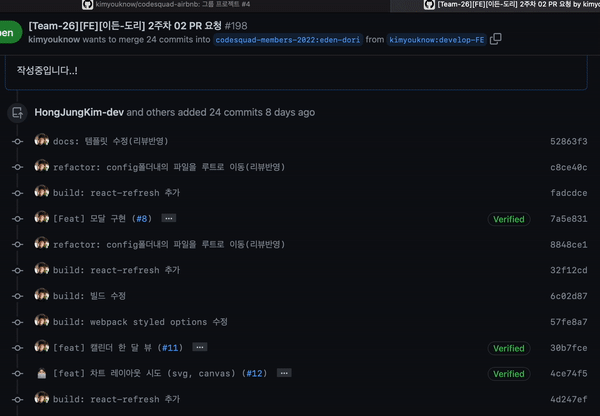 kimyouknow/codesquad-airbnb: 그룹 프로젝트 #4
[Team-26][FE][이든-도리] 2주차 02 PR 요청 by kimyo
[Team-26][FE][이든-도리] 2주차 02 PR 요청 #198
kimyouknow wants to merge 24 commits into codesquad-members-2022:eden-dori from kimyouknow:develop-FE
작성중입니다..!
HongJungKim-dev and others added 24 commits 8 days ago
docs: 템플릿 수정(리뷰반영) 52863f3
refactor: config폴더내의 파일을 루트로 이동(리뷰반영) c8ce40c
build: react-refresh 추가 fadcdce
[Feat] 모달 구현 (#8) ... Verified 7a5e831
refactor: config폴더내의 파일을 루트로 이동(리뷰반영) 8848ce1
build: react-refresh 추가 32f12cd
build: 빌드 수정 6c02d87
build: webpack styled options 수정 57fe8a7
[feat] 캘린더 한 달 뷰 (#11) ... Verified 30b7fce
[feat] 차트 레이아웃 시도 (svg, canvas) (#12) ... Verified 4ce74f5
build: react-refresh 추가 4d247ef